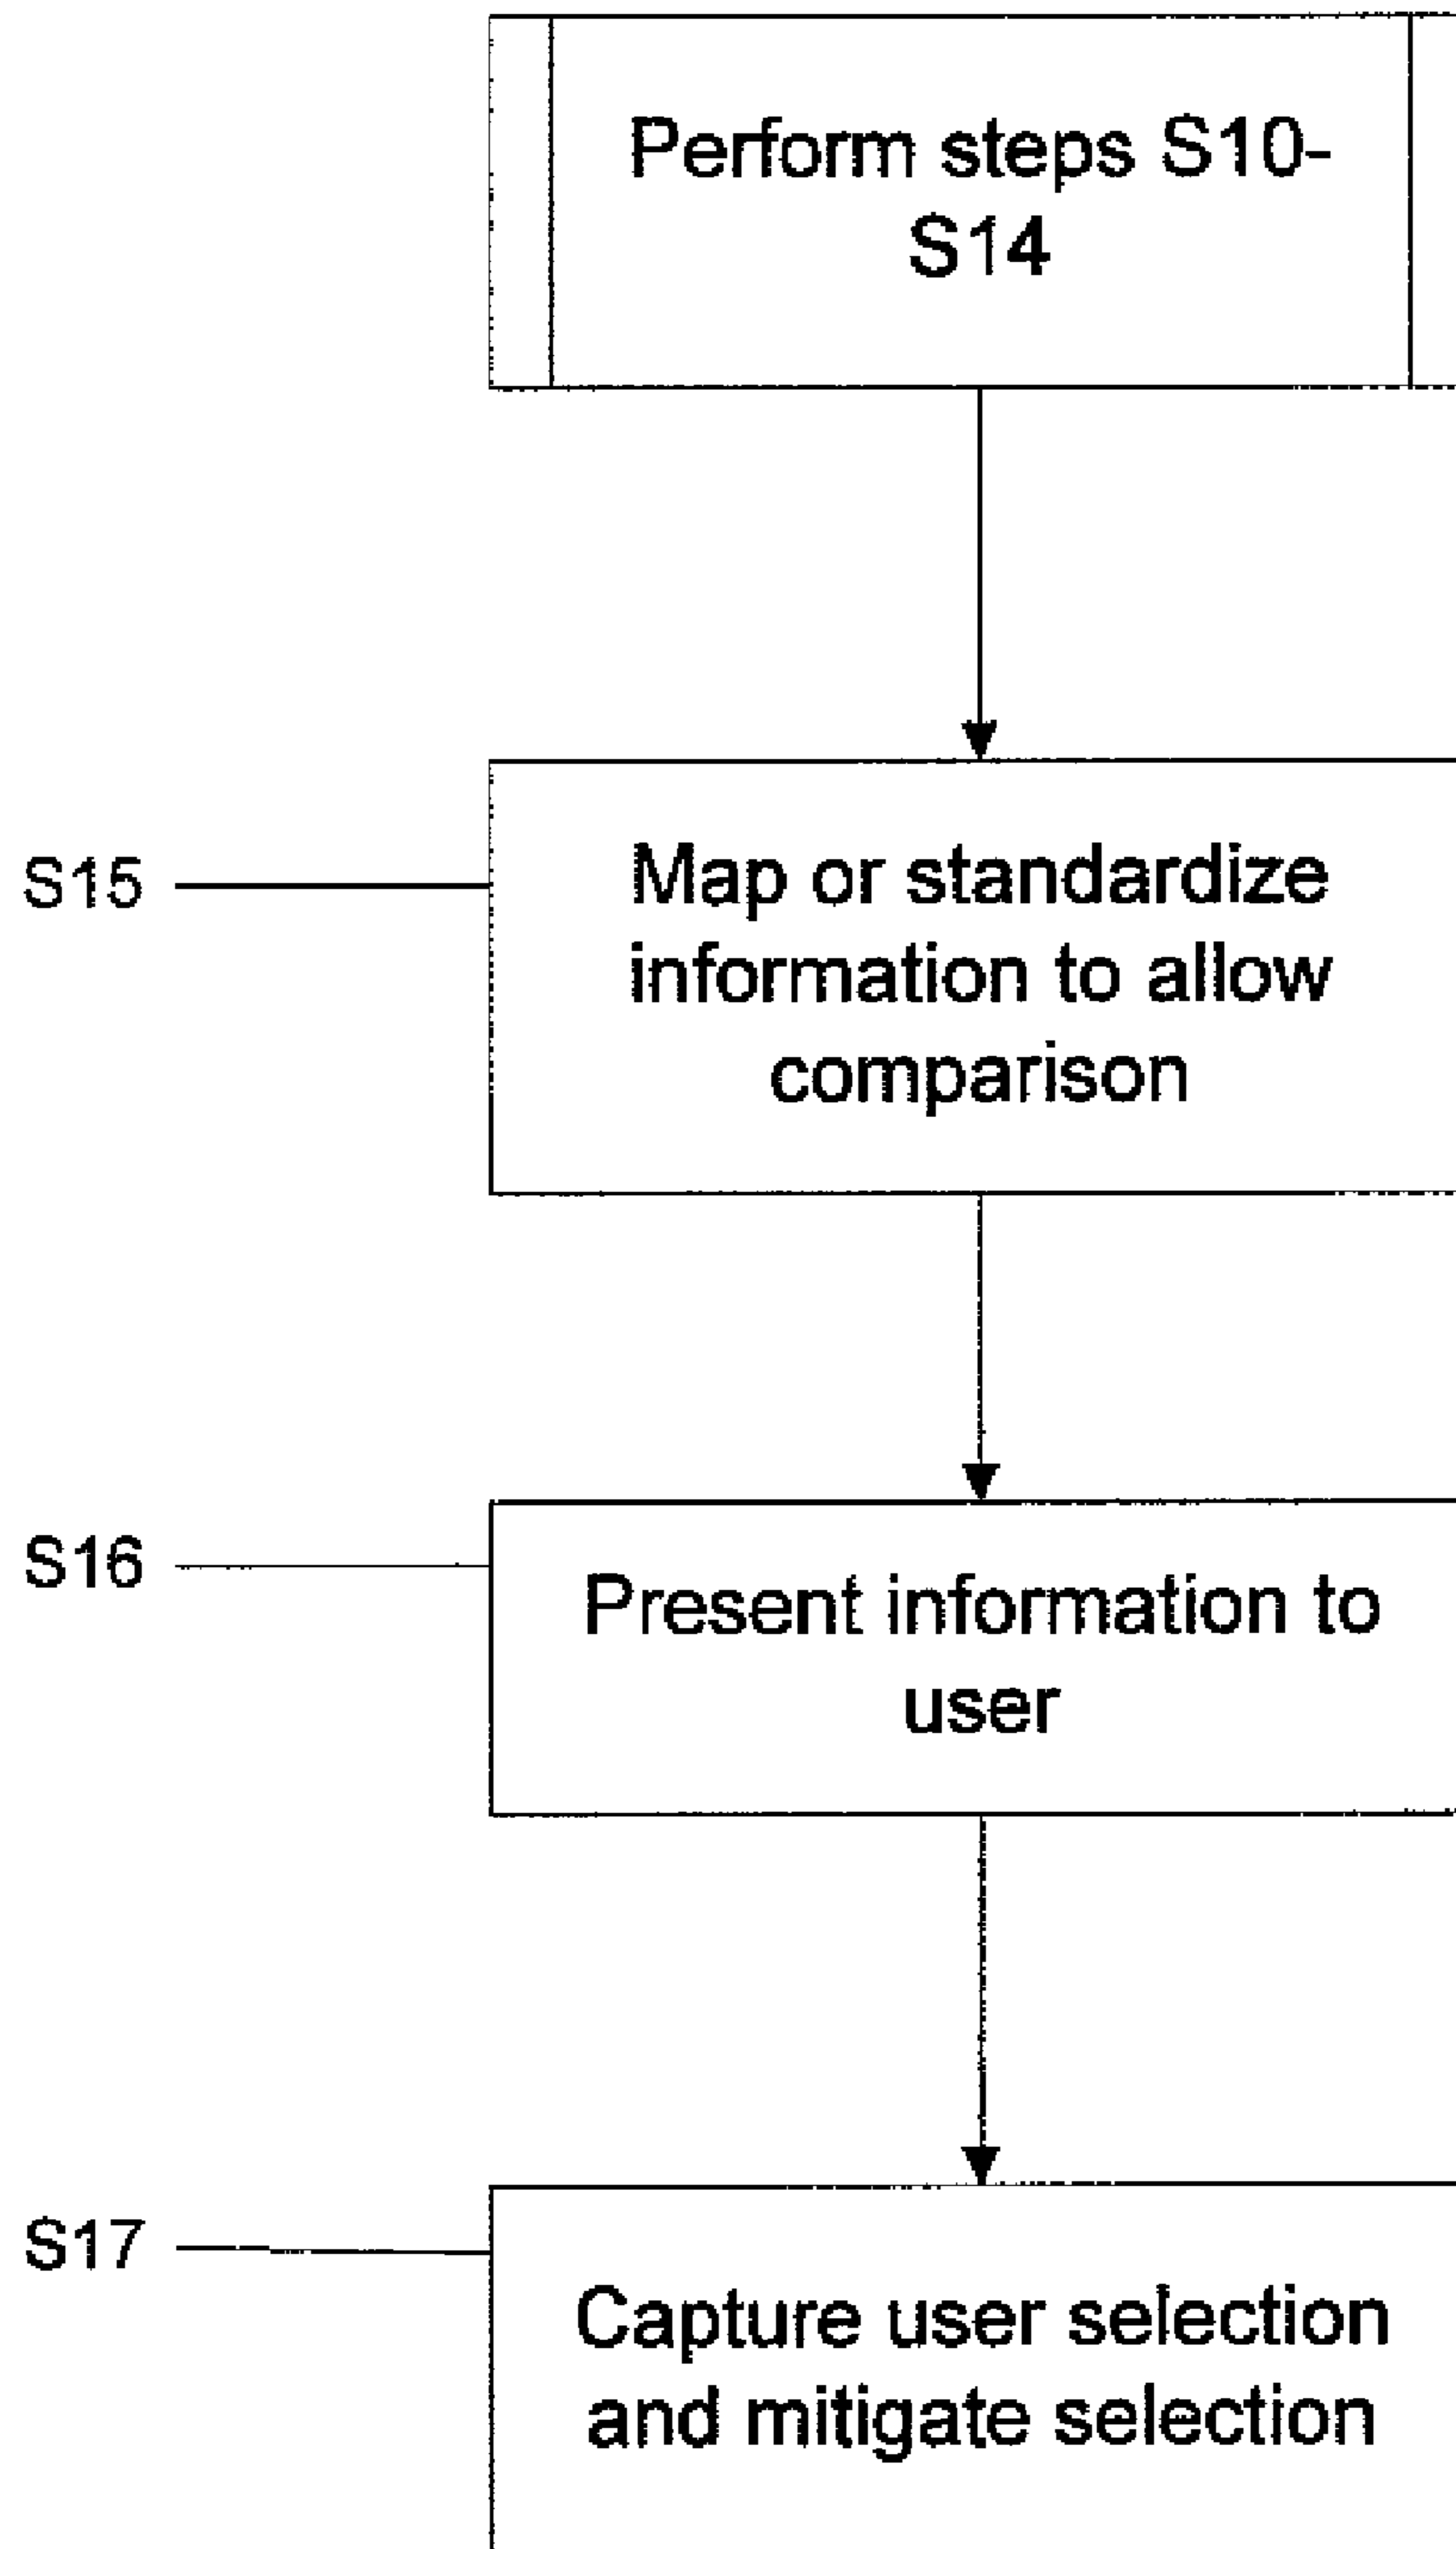 Perform steps S10-
S14
S15
Map or standardize
information to allow
comparison
S16
Present information to
user
S17
Capture user selection
and mitigate selection